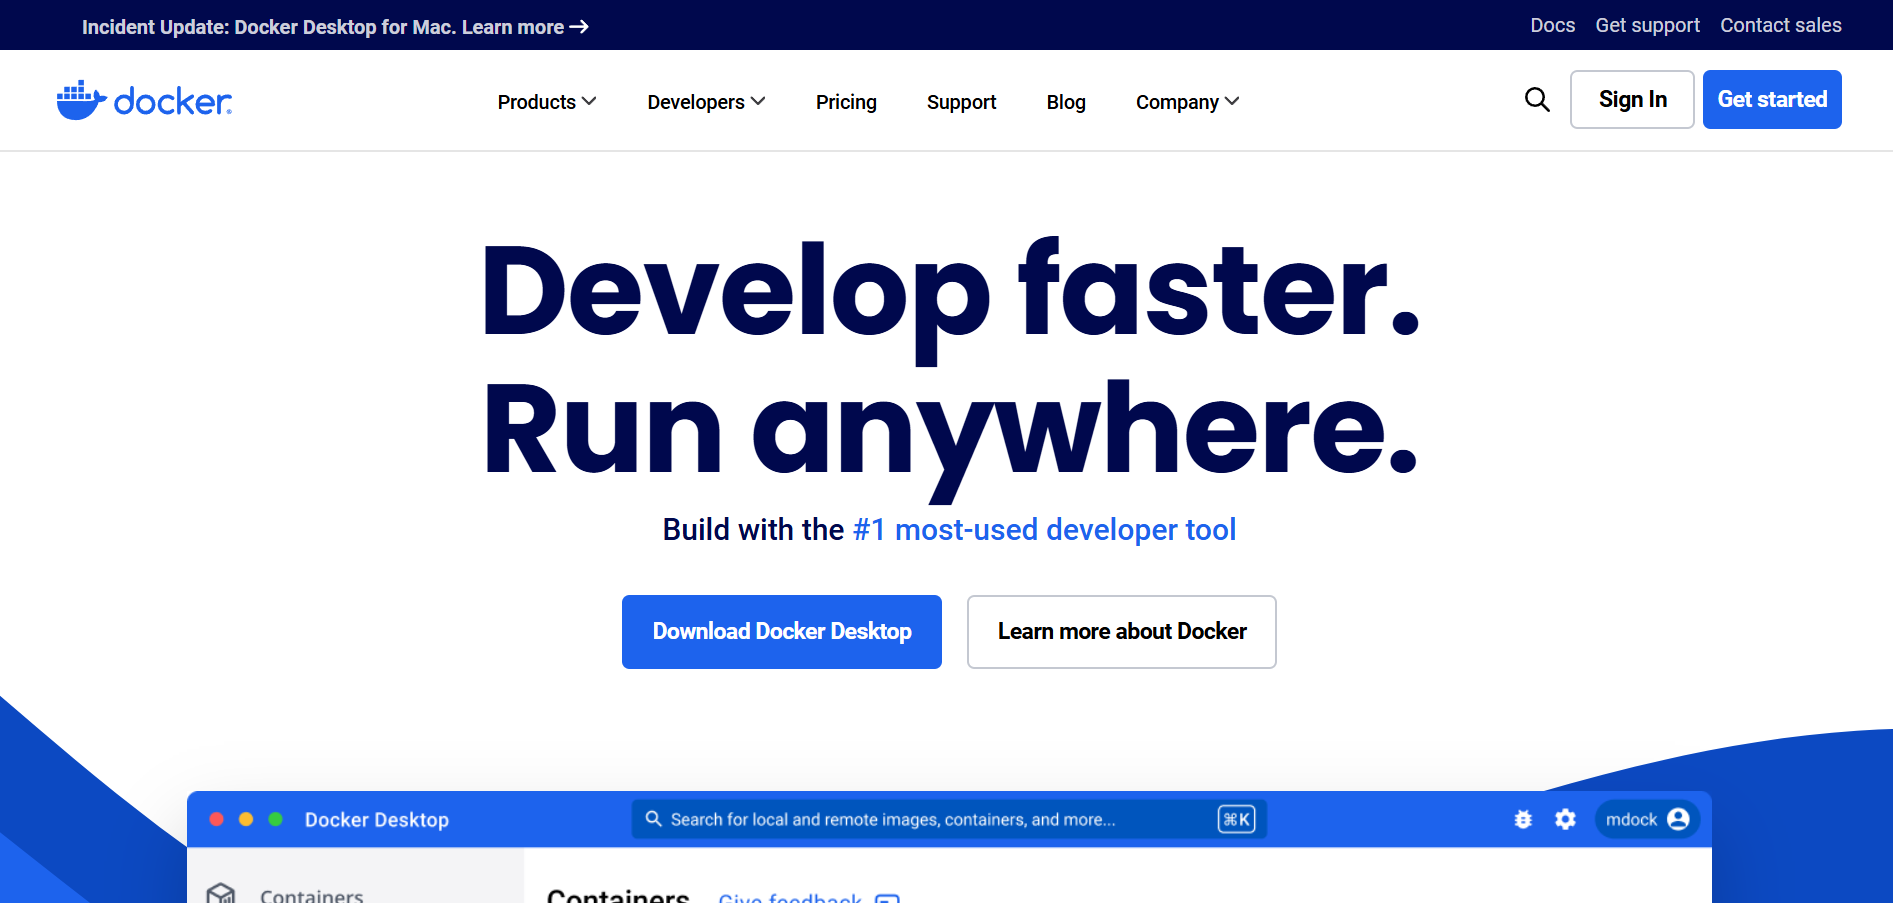 Incident Update: Docker Desktop for Mac. Learn more →
Docs Get support Contact sales
docker
Products Developers Pricing Support Blog Company
Sign In
Get started
Develop faster.
Run anywhere.
Build with the #1 most-used developer tool
Download Docker Desktop
Learn more about Docker
Docker Desktop
Search for local and remote images, containers, and more...
⌘K
mdock
Containers
Containers
Give feedback